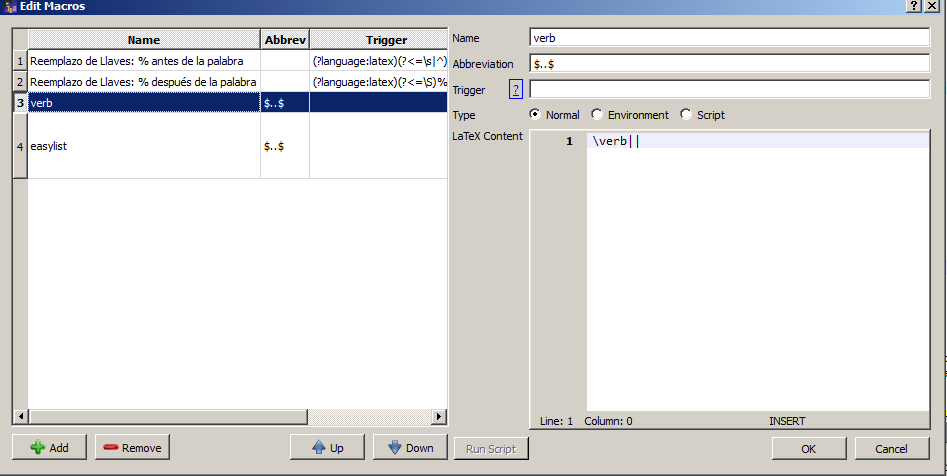 Edit Macros
Name Abbrev Trigger
1 Reemplazo de Llaves: % antes de la palabra (?language:latex)(?<=\s|^)
2 Reemplazo de Llaves: % después de la palabra (?language:latex)(?<=\S)%
3 verb $..$
4 easylist $..$
Add Remove Up Down
Name verb
Abbreviation $..$
Trigger ?
Type Normal Environment Script
LaTeX Content
1 \verb||
Line: 1 Column: 0 INSERT
Run Script OK Cancel